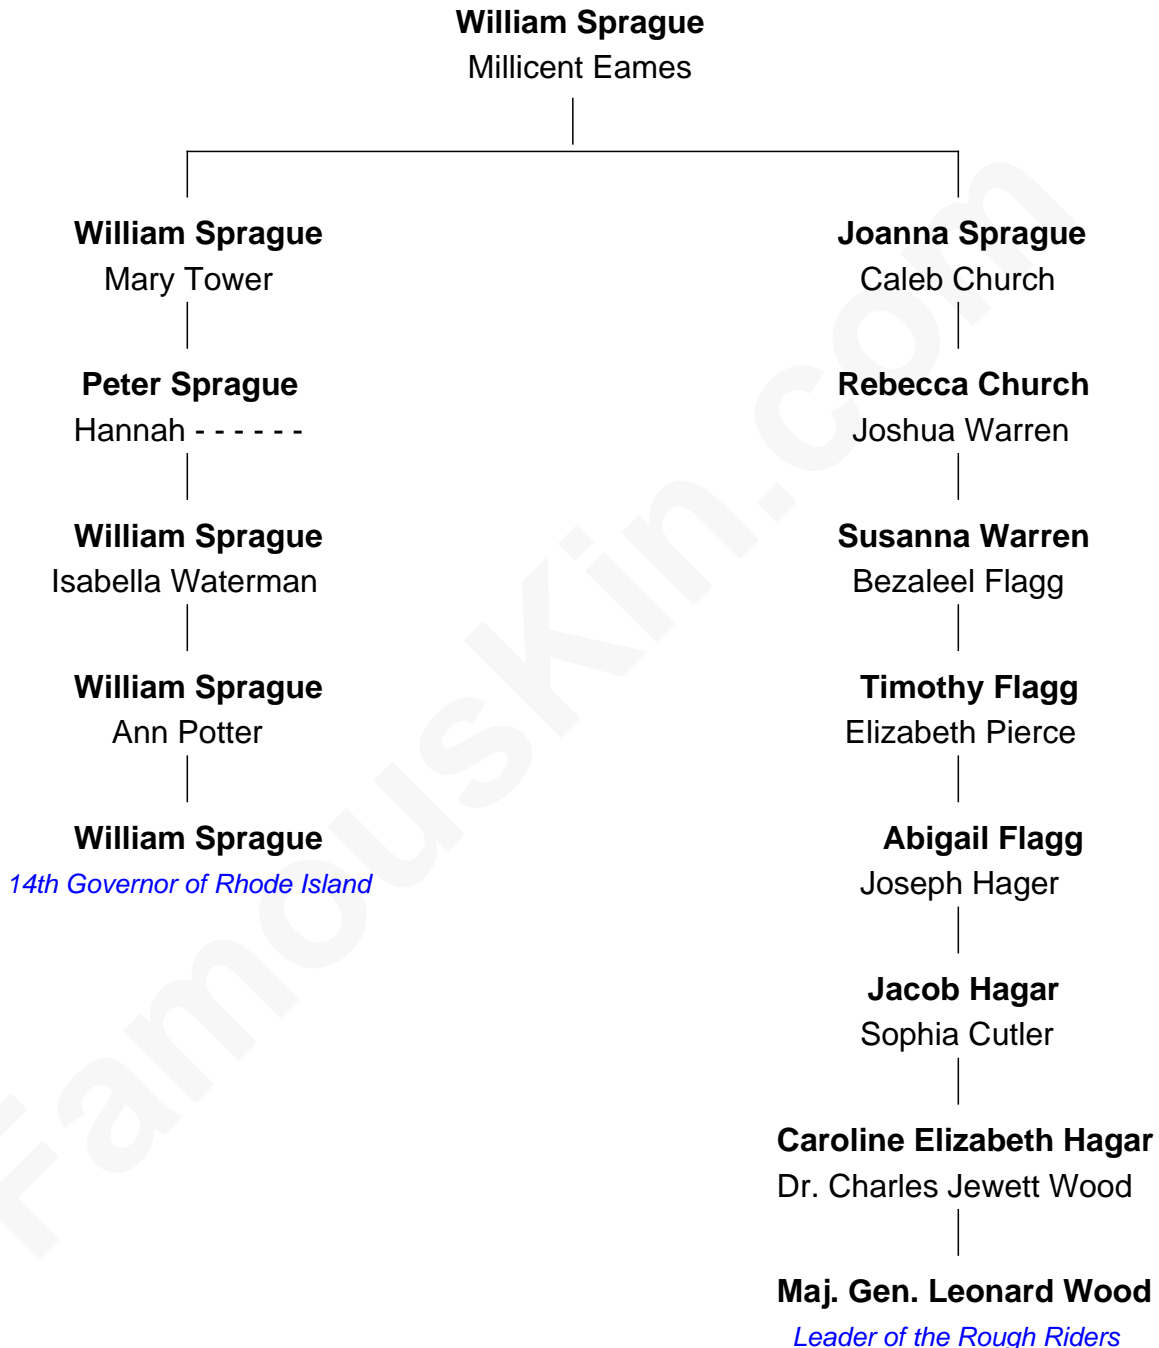 William Sprague
Millicent Eames
William Sprague
Mary Tower
Joanna Sprague
Caleb Church
Peter Sprague
Hannah - - - - - -
Rebecca Church
Joshua Warren
William Sprague
Isabella Waterman
Susanna Warren
Bezaleel Flagg
William Sprague
Ann Potter
Timothy Flagg
Elizabeth Pierce
William Sprague
14th Governor of Rhode Island
Abigail Flagg
Joseph Hager
Jacob Hagar
Sophia Cutler
Caroline Elizabeth Hagar
Dr. Charles Jewett Wood
Maj. Gen. Leonard Wood
Leader of the Rough Riders
FamousKin.com